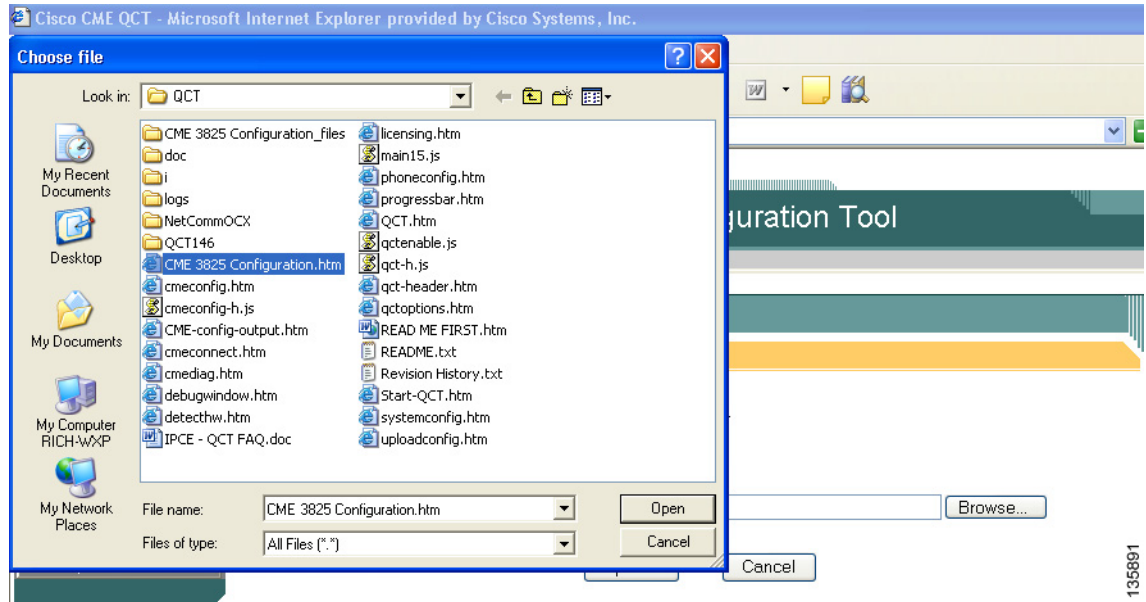 Cisco CME QCT - Microsoft Internet Explorer provided by Cisco Systems, Inc.
Choose file
Look in:
QCT
My Recent
Documents
Desktop
My Documents
My Computer
RICH-WXP
My Network
Places
CME 3825 Configuration_files
doc
i
logs
NetCommOCX
QCT146
CME 3825 Configuration.htm
cmeconfig.htm
cmeconfig-h.js
CME-config-output.htm
cmeconnect.htm
cmediag.htm
debugwindow.htm
detecthw.htm
IPCE - QCT FAQ.doc
licensing.htm
main15.js
phoneconfig.htm
progressbar.htm
QCT.htm
qctenable.js
qct-h.js
qct-header.htm
qctoptions.htm
READ ME FIRST.htm
README.txt
Revision History.txt
Start-QCT.htm
systemconfig.htm
uploadconfig.htm
File name:
CME 3825 Configuration.htm
Open
Files of type:
All Files (*.*)
Cancel
guration Tool
Browse...
Cancel
135891